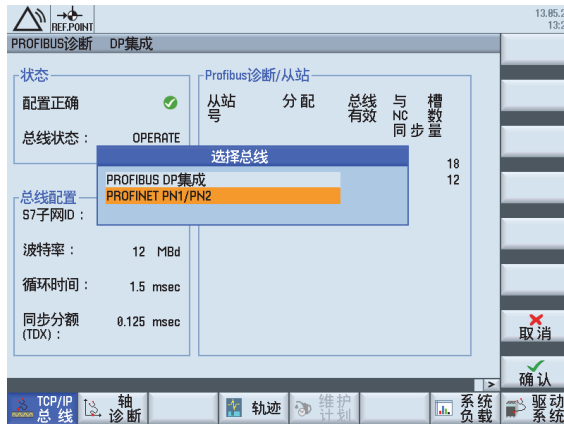 REF.POINT
13.05.2
13:2
PROFIBUS诊断 DP集成
状态
配置正确
总线状态： OPERATE
Profibus诊断/从站
从站号 分配 总线有效 与NC同步 槽数量
18
12
选择总线
PROFIBUS DP集成
PROFINET PN1/PN2
总线配置
S7子网ID：
波特率： 12 MBd
循环时间： 1.5 msec
同步分额 0.125 msec
(TDX)：
取消
确认
TCP/IP总线
轴诊断
轨迹
维护计划
系统负载
驱动系统